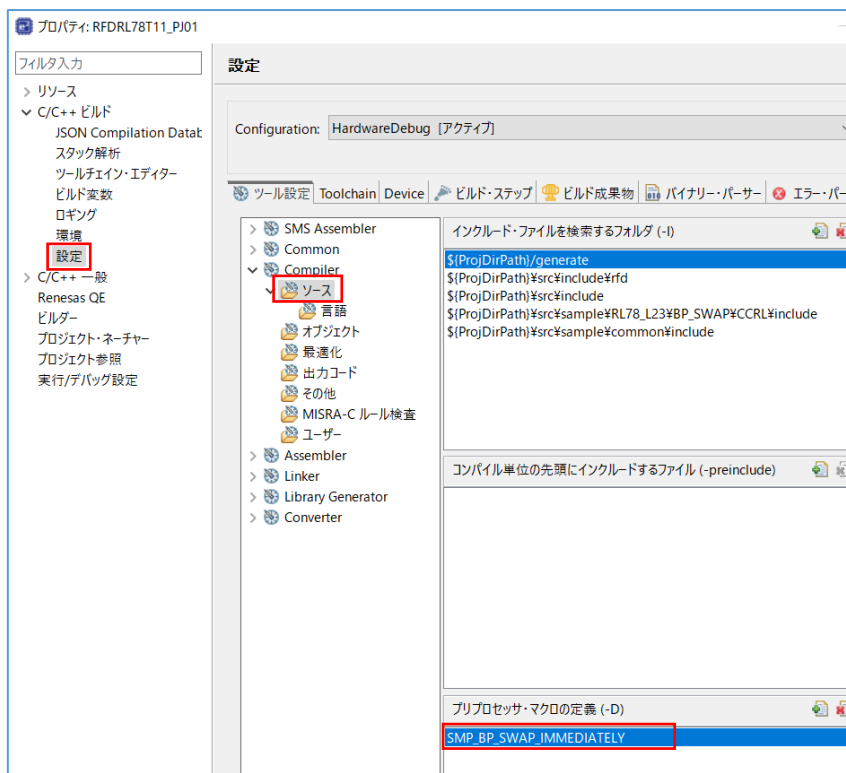 プロパティ: RFDRL78T11_PJ01
フィルタ入力
設定
リソース
C/C++ ビルド
JSON Compilation Datab
スタック解析
ツールチェイン・エディター
ビルド変数
ロギング
環境
設定
C/C++ 一般
Renesas QE
ビルダー
プロジェクト・ネーチャー
プロジェクト参照
実行/デバッグ設定
Configuration: HardwareDebug [アクティブ]
ツール設定 Toolchain Device ビルド・ステップ ビルド成果物 バイナリー・パーサー エラー・パー
SMS Assembler
Common
Compiler
ソース
言語
オブジェクト
最適化
出力コード
その他
MISRA-C ルール検査
ユーザー
Assembler
Linker
Library Generator
Converter
インクルード・ファイルを検索するフォルダ (-I)
${ProjDirPath}/generate
${ProjDirPath}¥src¥include¥rfd
${ProjDirPath}¥src¥include
${ProjDirPath}¥src¥sample¥RL78_L23¥BP_SWAP¥CCRL¥include
${ProjDirPath}¥src¥sample¥common¥include
コンパイル単位の先頭にインクルードするファイル (-preinclude)
プリプロセッサ・マクロの定義 (-D)
SMP_BP_SWAP_IMMEDIATELY